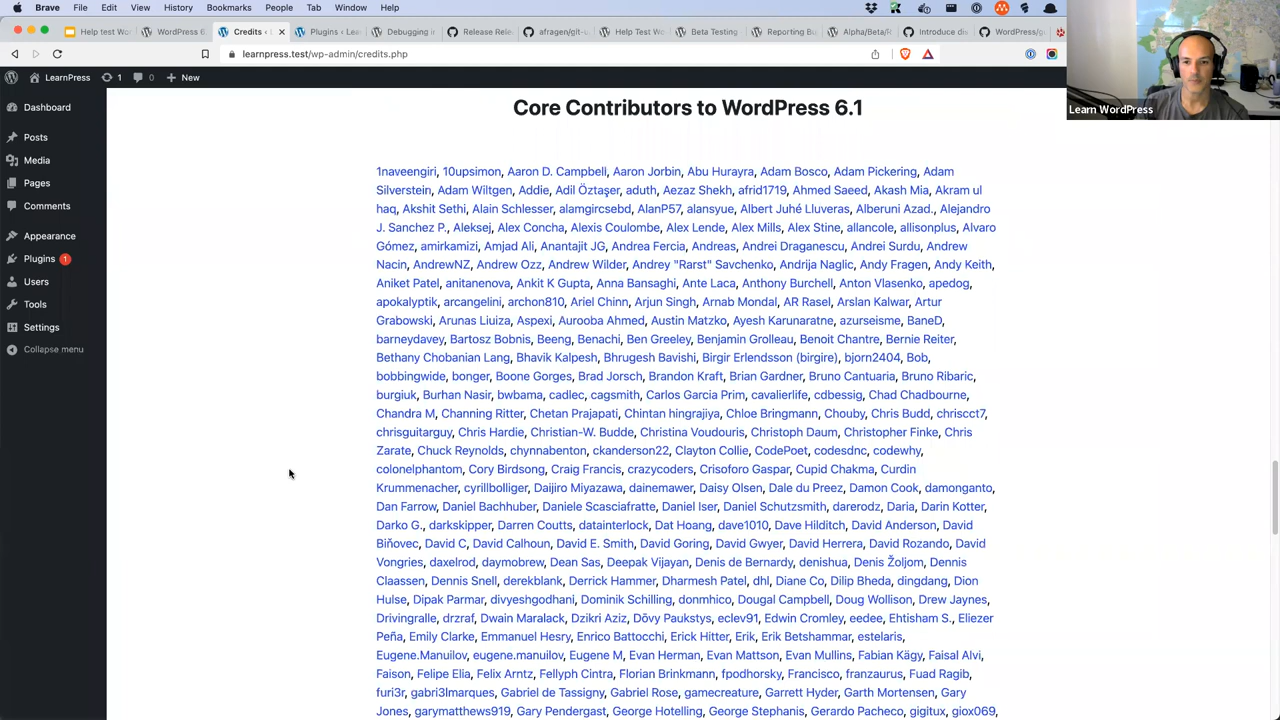 Brave File Edit View History Bookmarks People Tab Window Help
Help test Wo
WordPress 6
Credits ‹
Plugins ‹ Le
Debugging in
Release Rele
afragen/git-u
Help Test Wo
Beta Testing
Reporting Bu
Alpha/Beta/R
Introduce di
WordPress/g
learnpress.test/wp-admin/credits.php
LearnPress 1 0 New
Dashboard
Posts
Media
Pages
Comments
Appearance
Plugins 1
Users
Tools
Settings
Collapse menu
Learn WordPress
Core Contributors to WordPress 6.1
1naveengiri, 10upsimon, Aaron D. Campbell, Aaron Jorbin, Abu Hurayra, Adam Bosco, Adam Pickering, Adam
Silverstein, Adam Wiltgen, Addie, Adil Öztaşer, aduth, Aezaz Shekh, afrid1719, Ahmed Saeed, Akash Mia, Akram ul
haq, Akshit Sethi, Alain Schlesser, alamgircsebd, AlanP57, alansyue, Albert Juhé Lluveras, Alberuni Azad., Alejandro
J. Sanchez P., Aleksej, Alex Concha, Alexis Coulombe, Alex Lende, Alex Mills, Alex Stine, allancole, allisonplus, Alvaro
Gómez, amirkamizi, Amjad Ali, Anantajit JG, Andrea Fercia, Andreas, Andrei Draganescu, Andrei Surdu, Andrew
Nacin, AndrewNZ, Andrew Ozz, Andrew Wilder, Andrey "Rarst" Savchenko, Andrija Naglic, Andy Fragen, Andy Keith,
Aniket Patel, anitanenova, Ankit K Gupta, Anna Bansaghi, Ante Laca, Anthony Burchell, Anton Vlasenko, apedog,
apokalyptik, arcangelini, archon810, Ariel Chinn, Arjun Singh, Arnab Mondal, AR Rasel, Arslan Kalwar, Artur
Grabowski, Arunas Liuiza, Aspexi, Aurooba Ahmed, Austin Matzko, Ayesh Karunaratne, azurseisme, BaneD,
barneydavey, Bartosz Bobnis, Beeng, Benachi, Ben Greeley, Benjamin Grolleau, Benoit Chantre, Bernie Reiter,
Bethany Chobanian Lang, Bhavik Kalpesh, Bhrugesh Bavishi, Birgir Erlendsson (birgire), bjorn2404, Bob,
bobbingwide, bonger, Boone Gorges, Brad Jorsch, Brandon Kraft, Brian Gardner, Bruno Cantuaria, Bruno Ribaric,
burgiuk, Burhan Nasir, bwbama, cadlec, cagsmith, Carlos Garcia Prim, cavalierlife, cdbessig, Chad Chadbourne,
Chandra M, Channing Ritter, Chetan Prajapati, Chintan hingrajiya, Chloe Bringmann, Chouby, Chris Budd, chriscct7,
chrisguitarguy, Chris Hardie, Christian-W. Budde, Christina Voudouris, Christoph Daum, Christopher Finke, Chris
Zarate, Chuck Reynolds, chynnabenton, ckanderson22, Clayton Collie, CodePoet, codesdnc, codewhy,
colonelphantom, Cory Birdsong, Craig Francis, crazycoders, Crisoforo Gaspar, Cupid Chakma, Curdin
Krummenacher, cyrillbolliger, Daijiro Miyazawa, dainemawer, Daisy Olsen, Dale du Preez, Damon Cook, damonganto,
Dan Farrow, Daniel Bachhuber, Daniele Scasciafratte, Daniel Iser, Daniel Schutzsmith, darerodz, Daria, Darin Kotter,
Darko G., darkskipper, Darren Coutts, datainterlock, Dat Hoang, dave1010, Dave Hilditch, David Anderson, David
Biňovec, David C, David Calhoun, David E. Smith, David Goring, David Gwyer, David Herrera, David Rozando, David
Vongries, daxelrod, daymobrew, Dean Sas, Deepak Vijayan, Denis de Bernardy, denishua, Denis Žoljom, Dennis
Claassen, Dennis Snell, derekblank, Derrick Hammer, Dharmesh Patel, dhl, Diane Co, Dilip Bheda, dingdang, Dion
Hulse, Dipak Parmar, divyeshgodhani, Dominik Schilling, donmhico, Dougal Campbell, Doug Wollison, Drew Jaynes,
Drivingralle, drzraf, Dwain Maralack, Dzikri Aziz, Dōvy Paukstys, eclev91, Edwin Cromley, eedee, Ehtisham S., Eliezer
Peña, Emily Clarke, Emmanuel Hesry, Enrico Battocchi, Erick Hitter, Erik, Erik Betshammar, estelaris,
Eugene.Manuilov, eugene.manuilov, Eugene M, Evan Herman, Evan Mattson, Evan Mullins, Fabian Kägy, Faisal Alvi,
Faison, Felipe Elia, Felix Arntz, Fellyph Cintra, Florian Brinkmann, fpodhorsky, Francisco, franzaurus, Fuad Ragib,
furi3r, gabri3lmarques, Gabriel de Tassigny, Gabriel Rose, gamecreature, Garrett Hyder, Garth Mortensen, Gary
Jones, garymatthews919, Gary Pendergast, George Hotelling, George Stephanis, Gerardo Pacheco, gigitux, giox069,